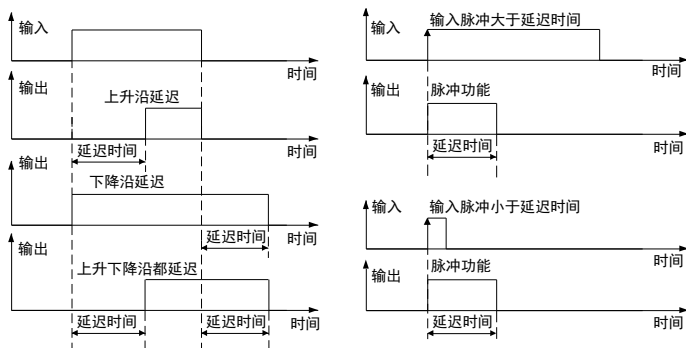 输入
时间
输出
上升沿延迟
延迟时间
时间
输出
下降沿延迟
延迟时间
时间
输出
上升下降沿都延迟
延迟时间
延迟时间
时间
输入
输入脉冲大于延迟时间
时间
输出
脉冲功能
延迟时间
时间
输入
输入脉冲小于延迟时间
时间
输出
脉冲功能
延迟时间
时间